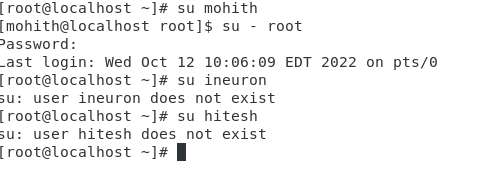 [root@localhost ~]# su mohith
[mohith@localhost root]$ su - root
Password:
Last login: Wed Oct 12 10:06:09 EDT 2022 on pts/0
[root@localhost ~]# su ineuron
su: user ineuron does not exist
[root@localhost ~]# su hitesh
su: user hitesh does not exist
[root@localhost ~]#